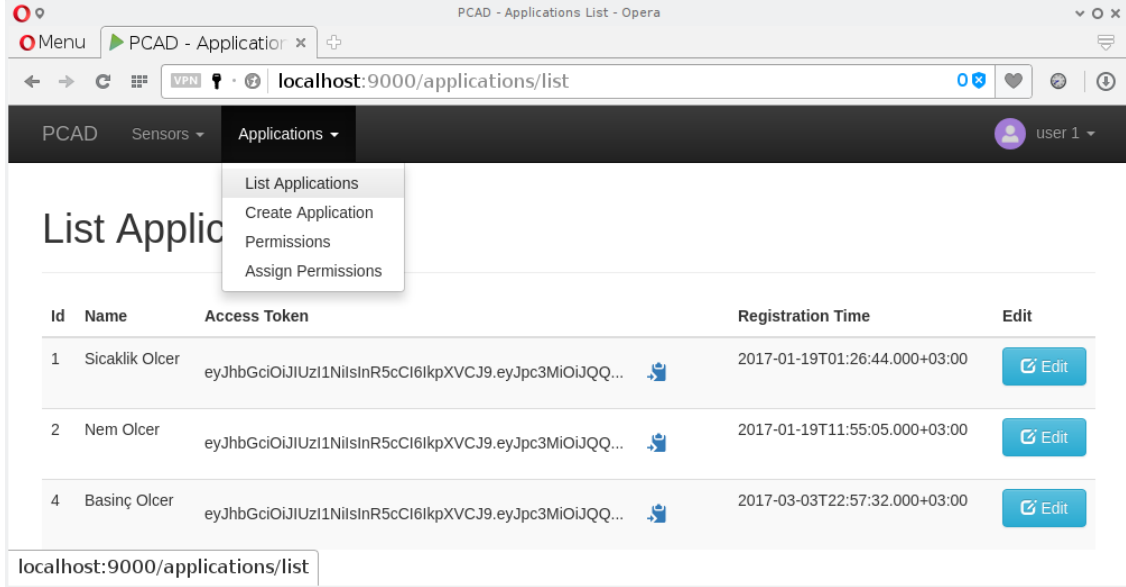 PCAD - Applications List - Opera
Menu PCAD - Application
VPN localhost:9000/applications/list 0
PCAD Sensors Applications user 1
List Applications
Create Application
Permissions
Assign Permissions
List Applic
Id Name Access Token Registration Time Edit
1 Sicaklik Olcer eyJhbGciOiJIUzI1NiIsInR5cCI6IkpXVCJ9.eyJpc3MiOiJQQ... 2017-01-19T01:26:44.000+03:00 Edit
2 Nem Olcer eyJhbGciOiJIUzI1NiIsInR5cCI6IkpXVCJ9.eyJpc3MiOiJQQ... 2017-01-19T11:55:05.000+03:00 Edit
4 Basinç Olcer eyJhbGciOiJIUzI1NiIsInR5cCI6IkpXVCJ9.eyJpc3MiOiJQQ... 2017-03-03T22:57:32.000+03:00 Edit
localhost:9000/applications/list